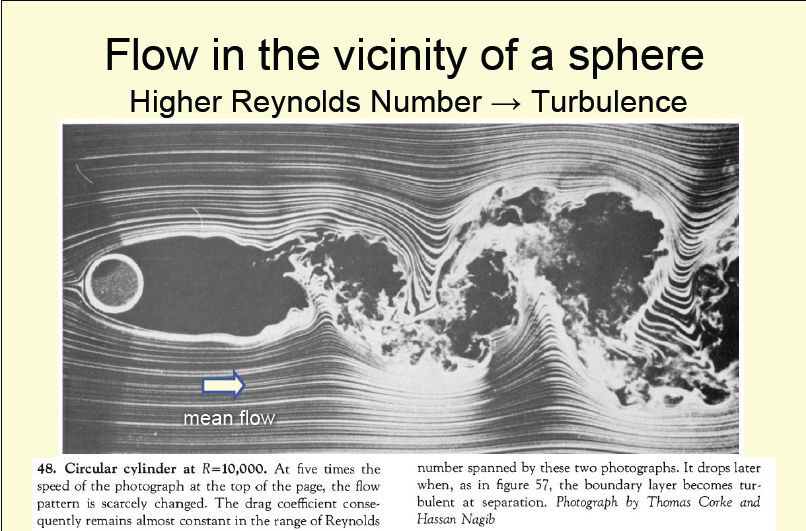 Flow in the vicinity of a sphere
Higher Reynolds Number → Turbulence
mean flow
48. Circular cylinder at R=10,000. At five times the
speed of the photograph at the top of the page, the flow
pattern is scarcely changed. The drag coefficient conse-
quently remains almost constant in the range of Reynolds
number spanned by these two photographs. It drops later
when, as in figure 57, the boundary layer becomes tur-
bulent at separation. Photograph by Thomas Corke and
Hassan Nagib